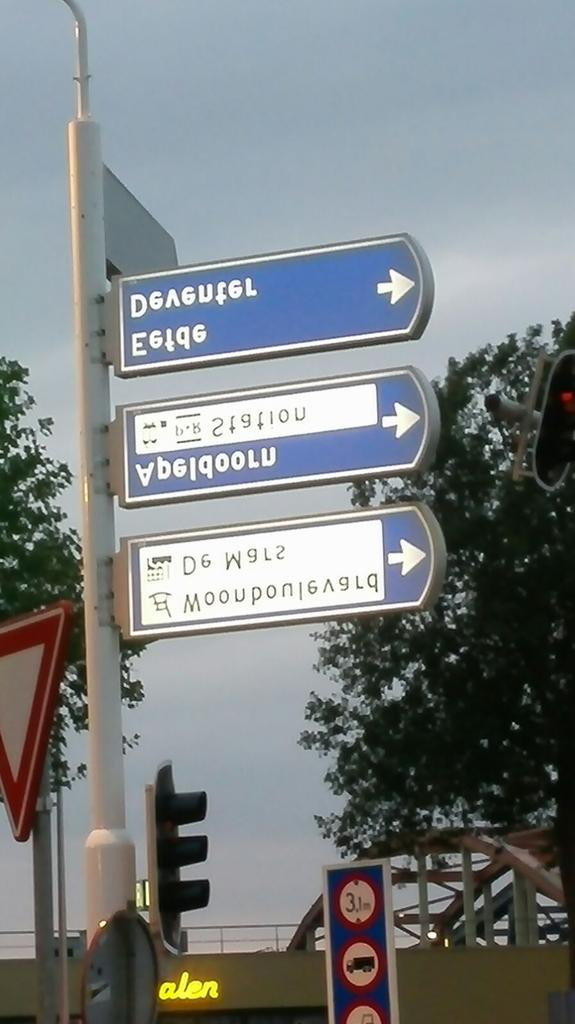 Deventer
Eefde
P+R Station
Apeldoorn
De Mars
Woonboulevard
3,1m
alen